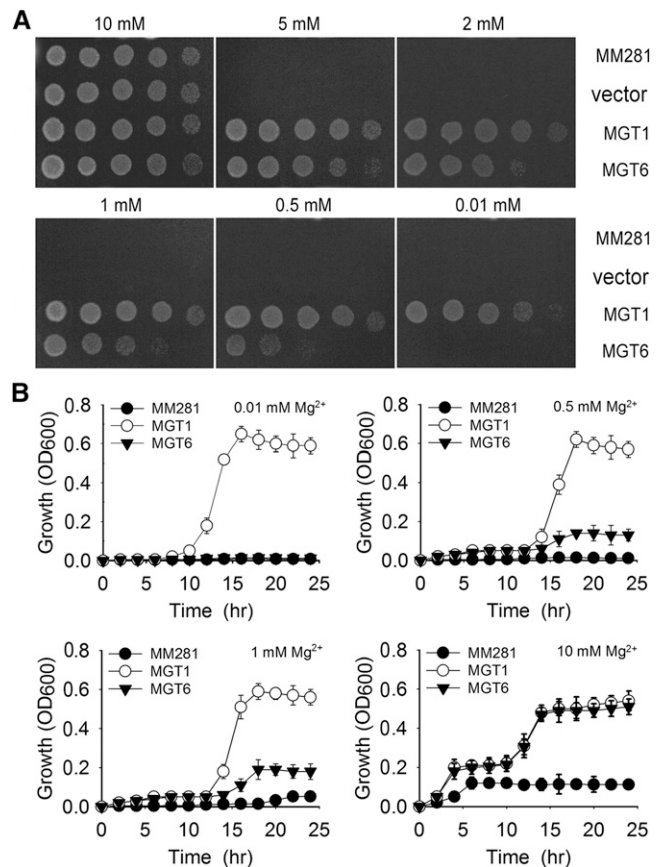 A
10 mM
5 mM
2 mM
MM281
vector
MGT1
MGT6
1 mM
0.5 mM
0.01 mM
MM281
vector
MGT1
MGT6
B
Growth (OD600)
0.8
0.6
0.4
0.2
0.0
MM281
MGT1
MGT6
0.01 mM Mg²⁺
0 5 10 15 20 25
Time (hr)
Growth (OD600)
0.8
0.6
0.4
0.2
0.0
MM281
MGT1
MGT6
0.5 mM Mg²⁺
0 5 10 15 20 25
Time (hr)
Growth (OD600)
0.8
0.6
0.4
0.2
0.0
MM281
MGT1
MGT6
1 mM Mg²⁺
0 5 10 15 20 25
Time (hr)
Growth (OD600)
0.8
0.6
0.4
0.2
0.0
MM281
MGT1
MGT6
10 mM Mg²⁺
0 5 10 15 20 25
Time (hr)